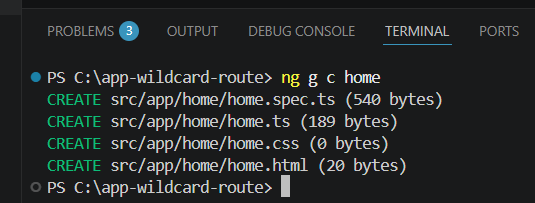 PROBLEMS 3 OUTPUT DEBUG CONSOLE TERMINAL PORTS
PS C:\app-wildcard-route> ng g c home
CREATE src/app/home/home.spec.ts (540 bytes)
CREATE src/app/home/home.ts (189 bytes)
CREATE src/app/home/home.css (0 bytes)
CREATE src/app/home/home.html (20 bytes)
PS C:\app-wildcard-route>